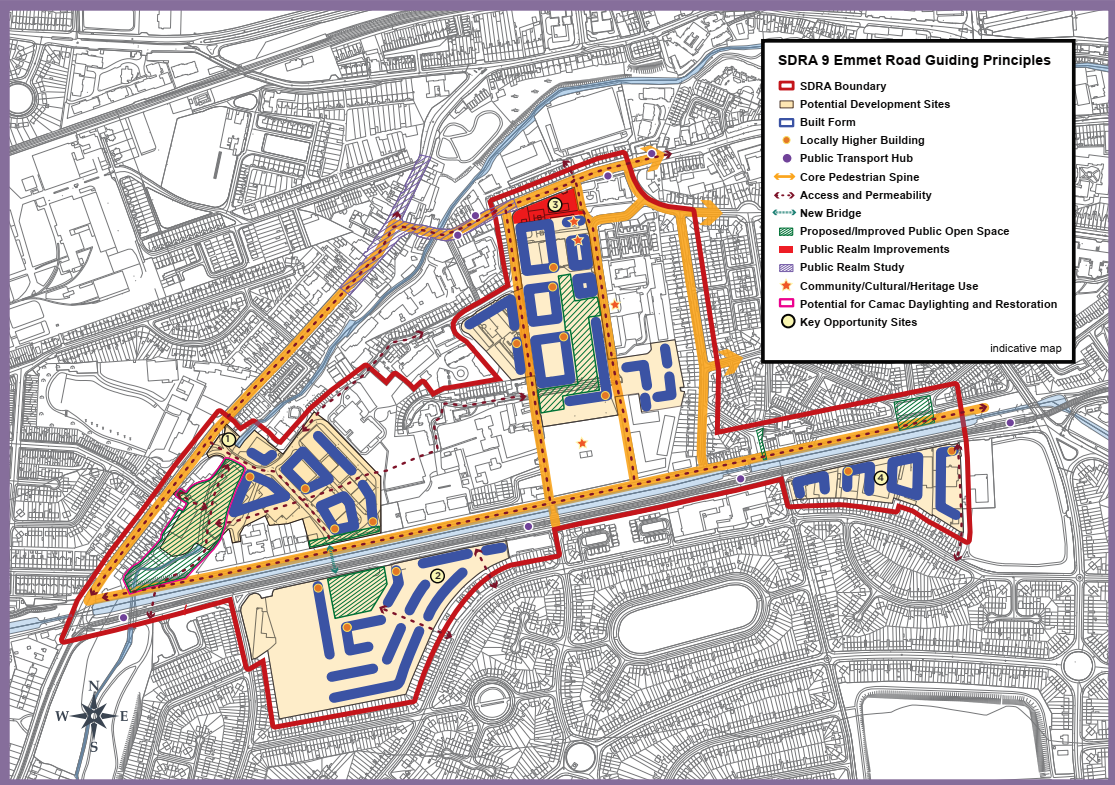 SDRA 9 Emmet Road Guiding Principles
SDRA Boundary
Potential Development Sites
Built Form
Locally Higher Building
Public Transport Hub
Core Pedestrian Spine
Access and Permeability
New Bridge
Proposed/Improved Public Open Space
Public Realm Improvements
Public Realm Study
Community/Cultural/Heritage Use
Potential for Camac Daylighting and Restoration
Key Opportunity Sites
indicative map
3
1
4
2
N
W E
S